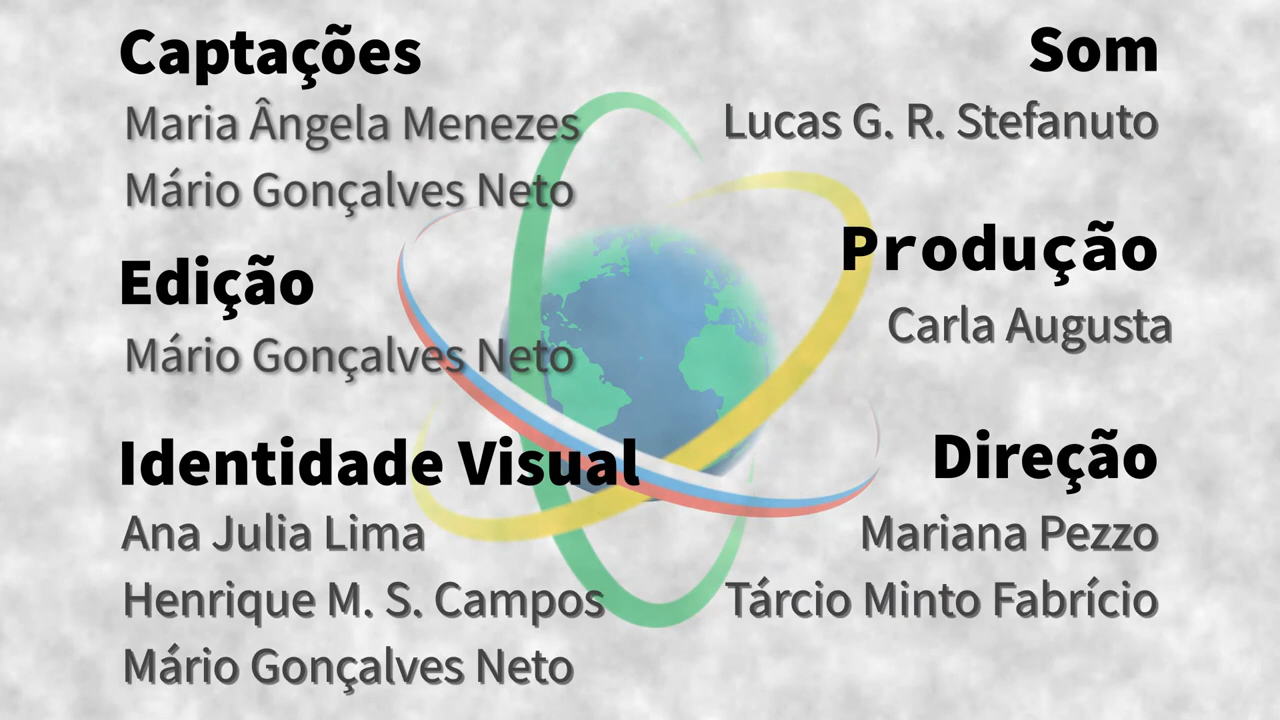 Captações
Maria Ângela Menezes
Mário Gonçalves Neto
Edição
Mário Gonçalves Neto
Identidade Visual
Ana Julia Lima
Henrique M. S. Campos
Mário Gonçalves Neto
Som
Lucas G. R. Stefanuto
Produção
Carla Augusta
Direção
Mariana Pezzo
Tárcio Minto Fabrício